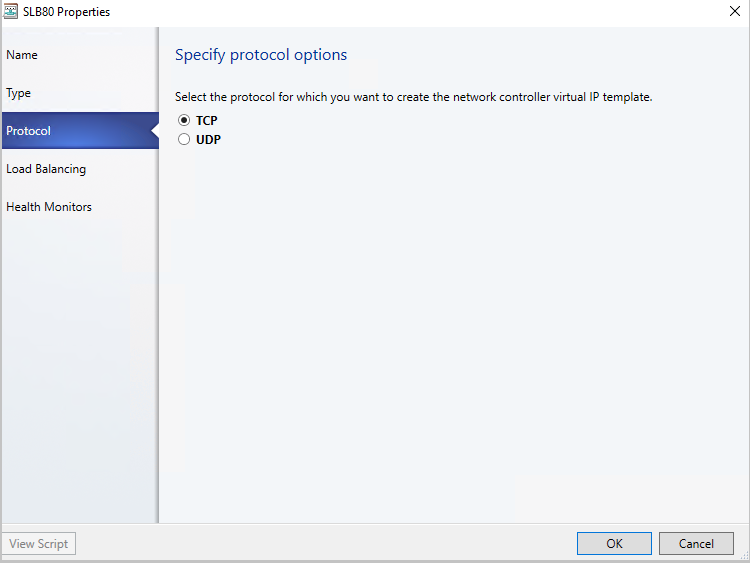 SLB80 Properties
Name
Type
Protocol
Load Balancing
Health Monitors
Specify protocol options
Select the protocol for which you want to create the network controller virtual IP template.
TCP
UDP
View Script
OK
Cancel